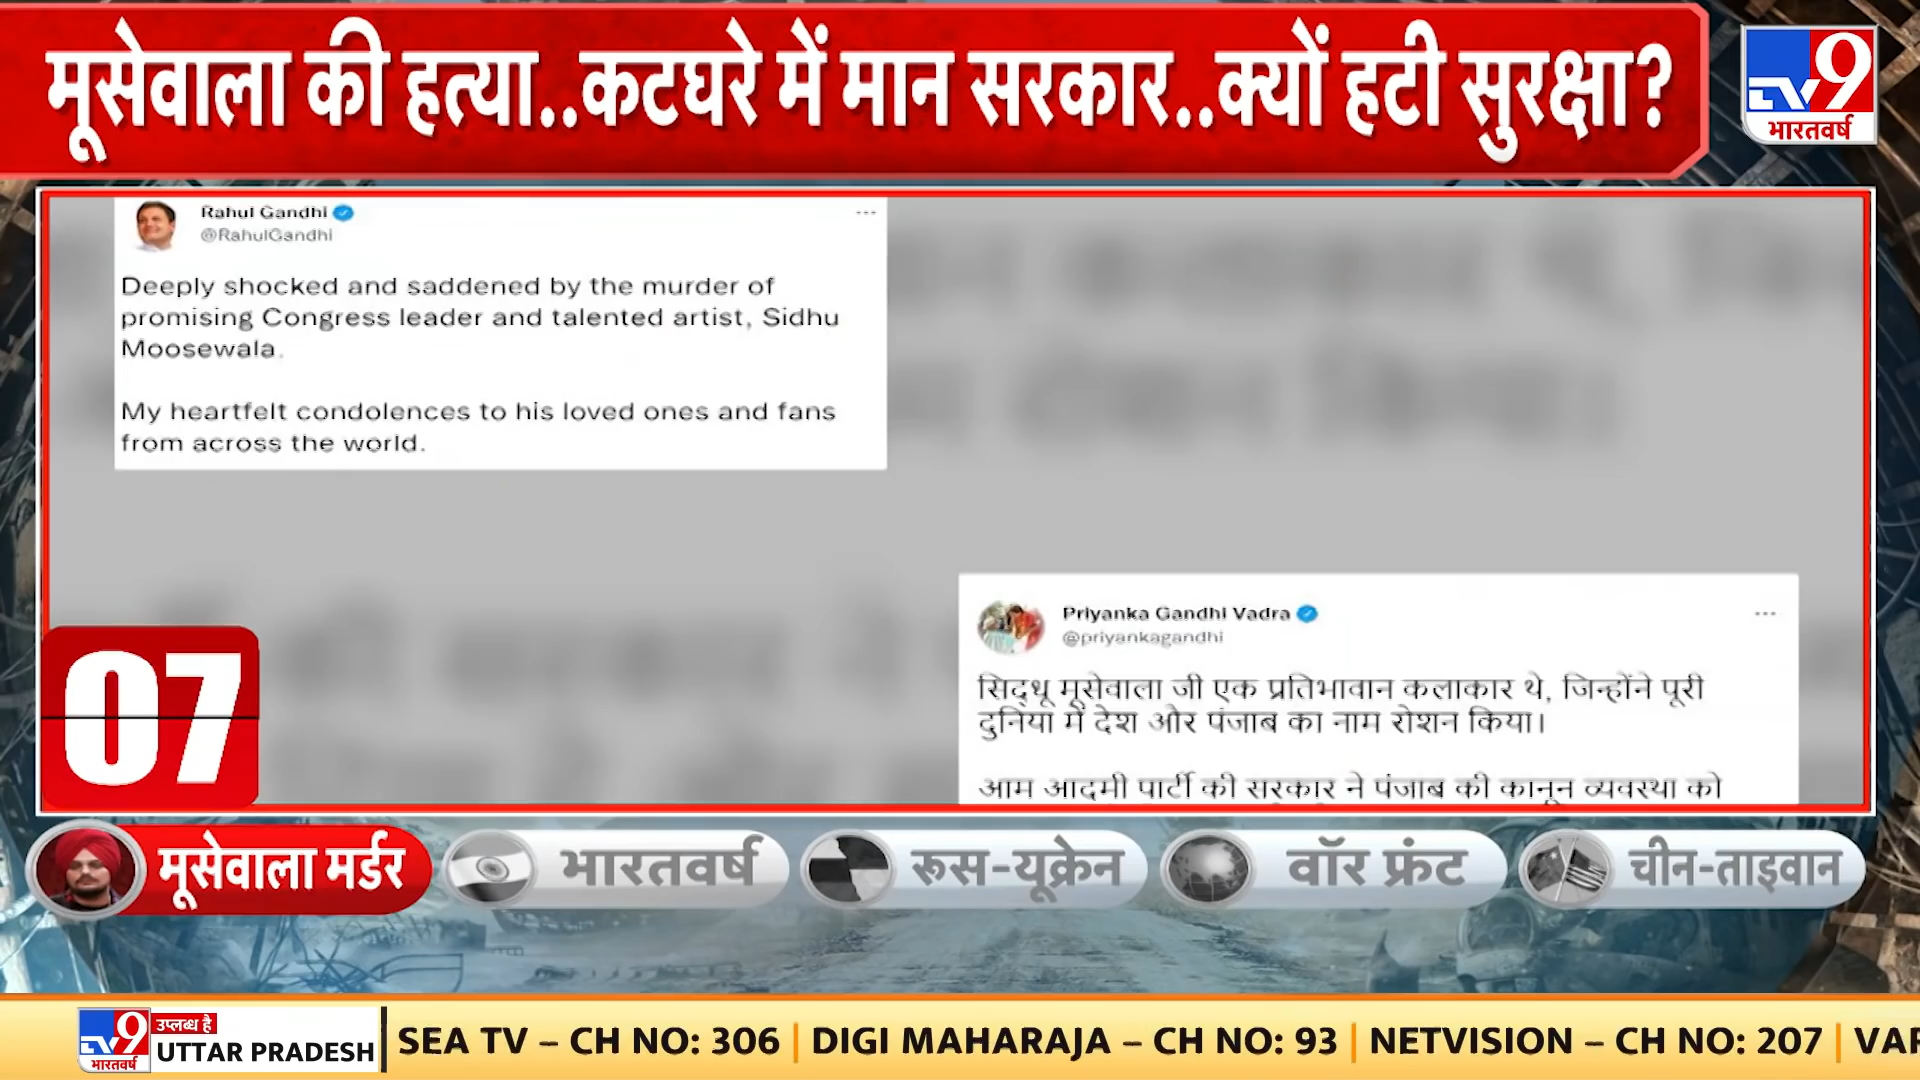 मूसेवाला की हत्या..कटघरे में मान सरकार..क्यों हटी सुरक्षा?
TV9
भारतवर्ष
Rahul Gandhi
@RahulGandhi
Deeply shocked and saddened by the murder of
promising Congress leader and talented artist, Sidhu
Moosewala.
My heartfelt condolences to his loved ones and fans
from across the world.
Priyanka Gandhi Vadra
@priyankagandhi
सिद्धू मूसेवाला जी एक प्रतिभावान कलाकार थे, जिन्होंने पूरी
दुनिया में देश और पंजाब का नाम रोशन किया।
आम आदमी पार्टी की सरकार ने पंजाब की कानून व्यवस्था को
07
मूसेवाला मर्डर
भारतवर्ष
रूस-यूक्रेन
वॉर फ्रंट
चीन-ताइवान
TV9
भारतवर्ष
उपलब्ध है
UTTAR PRADESH
SEA TV – CH NO: 306 | DIGI MAHARAJA – CH NO: 93 | NETVISION – CH NO: 207 |